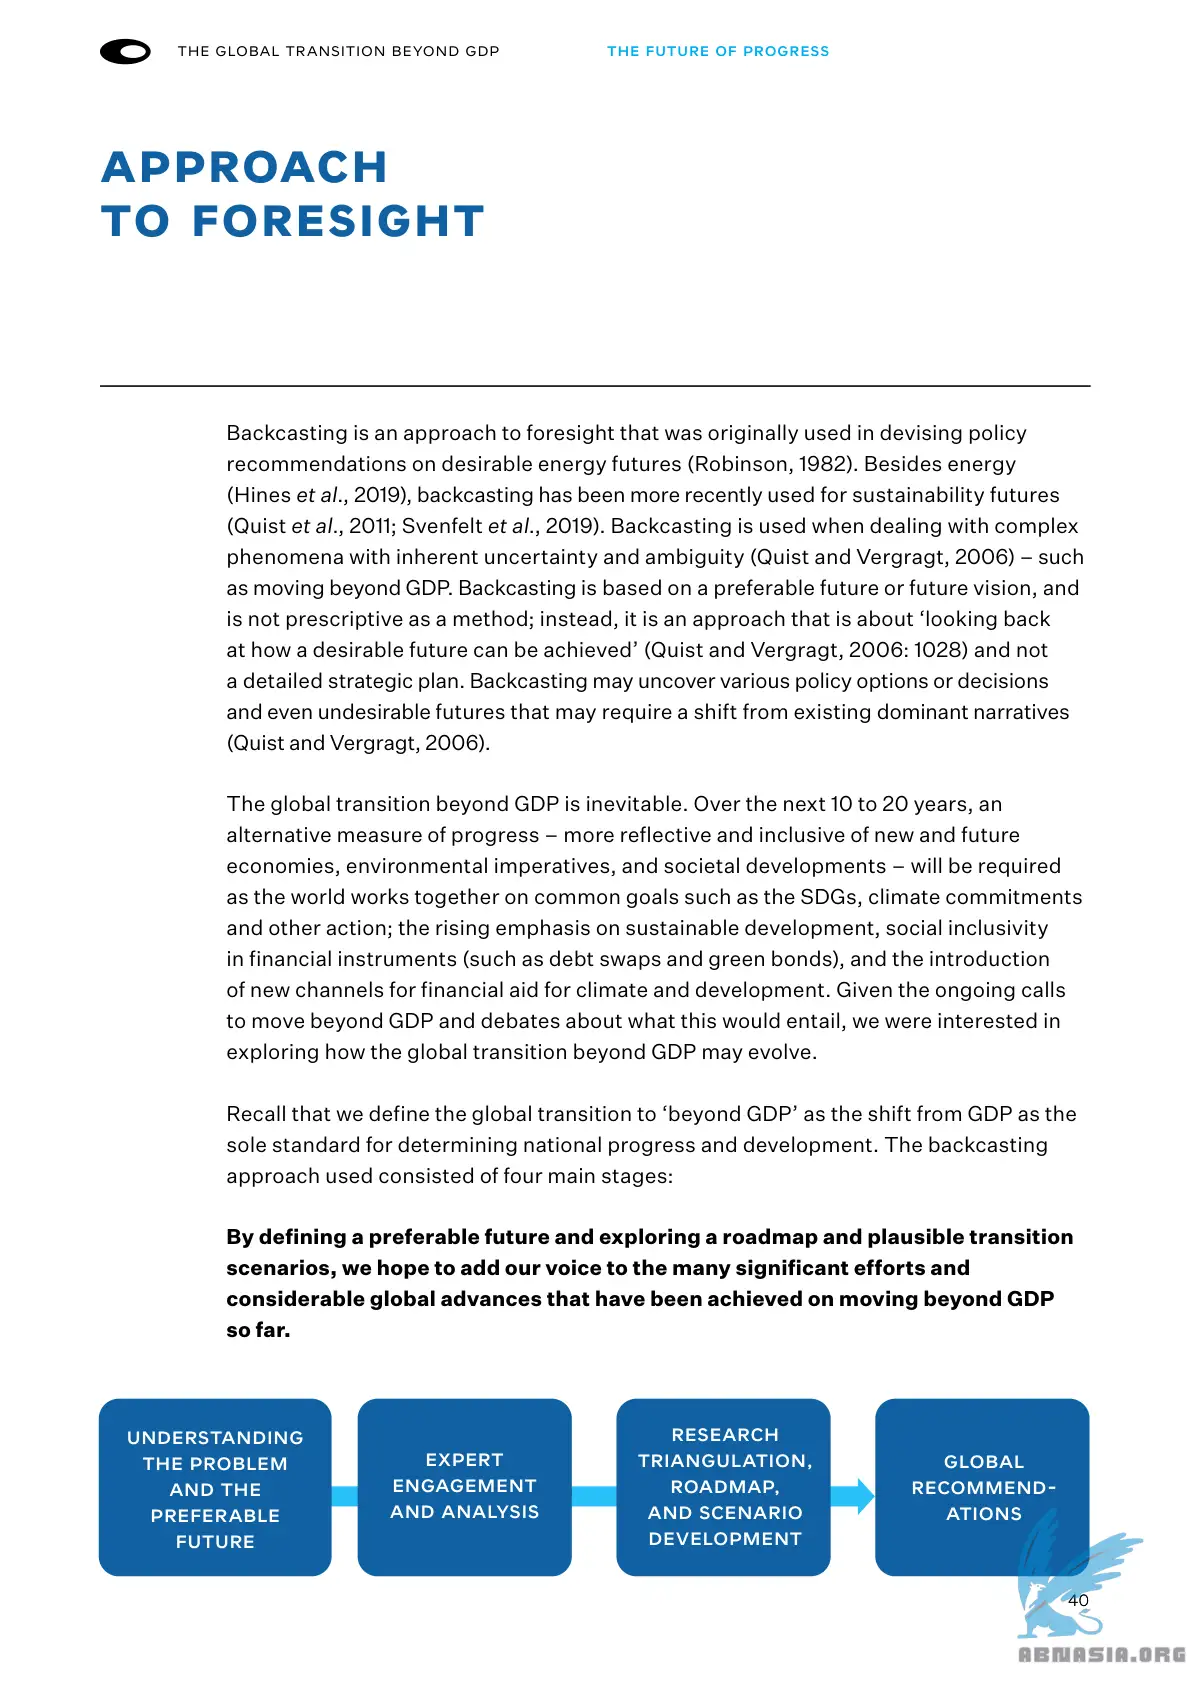 THE GLOBAL TRANSITION BEYOND GDP
THE FUTURE OF PROGRESS
APPROACH
TO FORESIGHT
Backcasting is an approach to foresight that was originally used in devising policy
recommendations on desirable energy futures (Robinson, 1982). Besides energy
(Hines et al., 2019), backcasting has been more recently used for sustainability futures
(Quist et al., 2011; Svenfelt et al., 2019). Backcasting is used when dealing with complex
phenomena with inherent uncertainty and ambiguity (Quist and Vergragt, 2006) – such
as moving beyond GDP. Backcasting is based on a preferable future or future vision, and
is not prescriptive as a method; instead, it is an approach that is about ‘looking back
at how a desirable future can be achieved’ (Quist and Vergragt, 2006: 1028) and not
a detailed strategic plan. Backcasting may uncover various policy options or decisions
and even undesirable futures that may require a shift from existing dominant narratives
(Quist and Vergragt, 2006).
The global transition beyond GDP is inevitable. Over the next 10 to 20 years, an
alternative measure of progress – more reflective and inclusive of new and future
economies, environmental imperatives, and societal developments – will be required
as the world works together on common goals such as the SDGs, climate commitments
and other action; the rising emphasis on sustainable development, social inclusivity
in financial instruments (such as debt swaps and green bonds), and the introduction
of new channels for financial aid for climate and development. Given the ongoing calls
to move beyond GDP and debates about what this would entail, we were interested in
exploring how the global transition beyond GDP may evolve.
Recall that we define the global transition to ‘beyond GDP’ as the shift from GDP as the
sole standard for determining national progress and development. The backcasting
approach used consisted of four main stages:
By defining a preferable future and exploring a roadmap and plausible transition
scenarios, we hope to add our voice to the many significant efforts and
considerable global advances that have been achieved on moving beyond GDP
so far.
UNDERSTANDING
THE PROBLEM
AND THE
PREFERABLE
FUTURE
EXPERT
ENGAGEMENT
AND ANALYSIS
RESEARCH
TRIANGULATION,
ROADMAP,
AND SCENARIO
DEVELOPMENT
GLOBAL
RECOMMEND-
ATIONS
40
ABNASIA.ORG